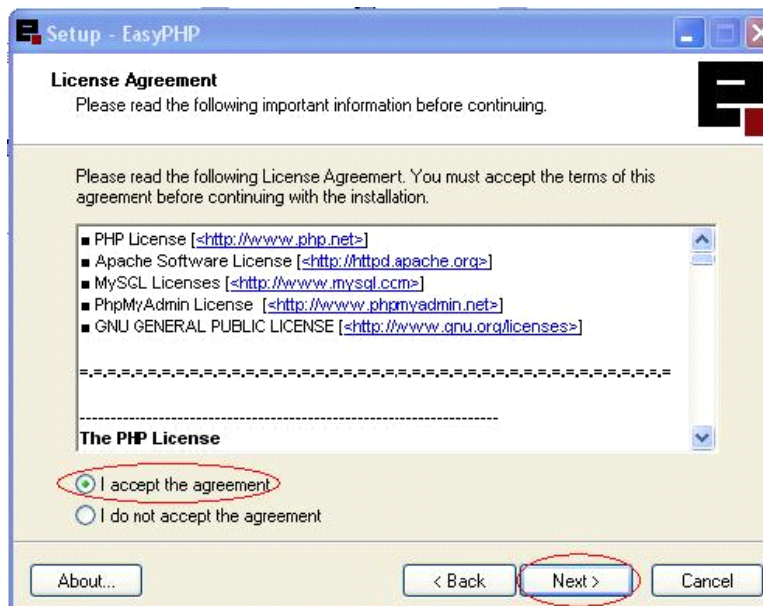 Setup - EasyPHP
License Agreement
Please read the following important information before continuing.
Please read the following License Agreement. You must accept the terms of this
agreement before continuing with the installation.
■ PHP License [<http://www.php.net>]
■ Apache Software License [<http://httpd.apache.org>]
■ MySQL Licenses [<http://www.mysql.com>]
■ PhpMyAdmin License [<http://www.phpmyadmin.net>]
■ GNU GENERAL PUBLIC LICENSE [<http://www.gnu.org/licenses>]
=-=-=-=-=-=-=-=-=-=-=-=-=-=-=-=-=-=-=-=-=-=-=-=-=-=-=-=-=-=-=-=-=-=-=-=-=-=-=-=-=-=
-------------------------------------------------------------------
The PHP License
I accept the agreement
I do not accept the agreement
About...
< Back
Next >
Cancel